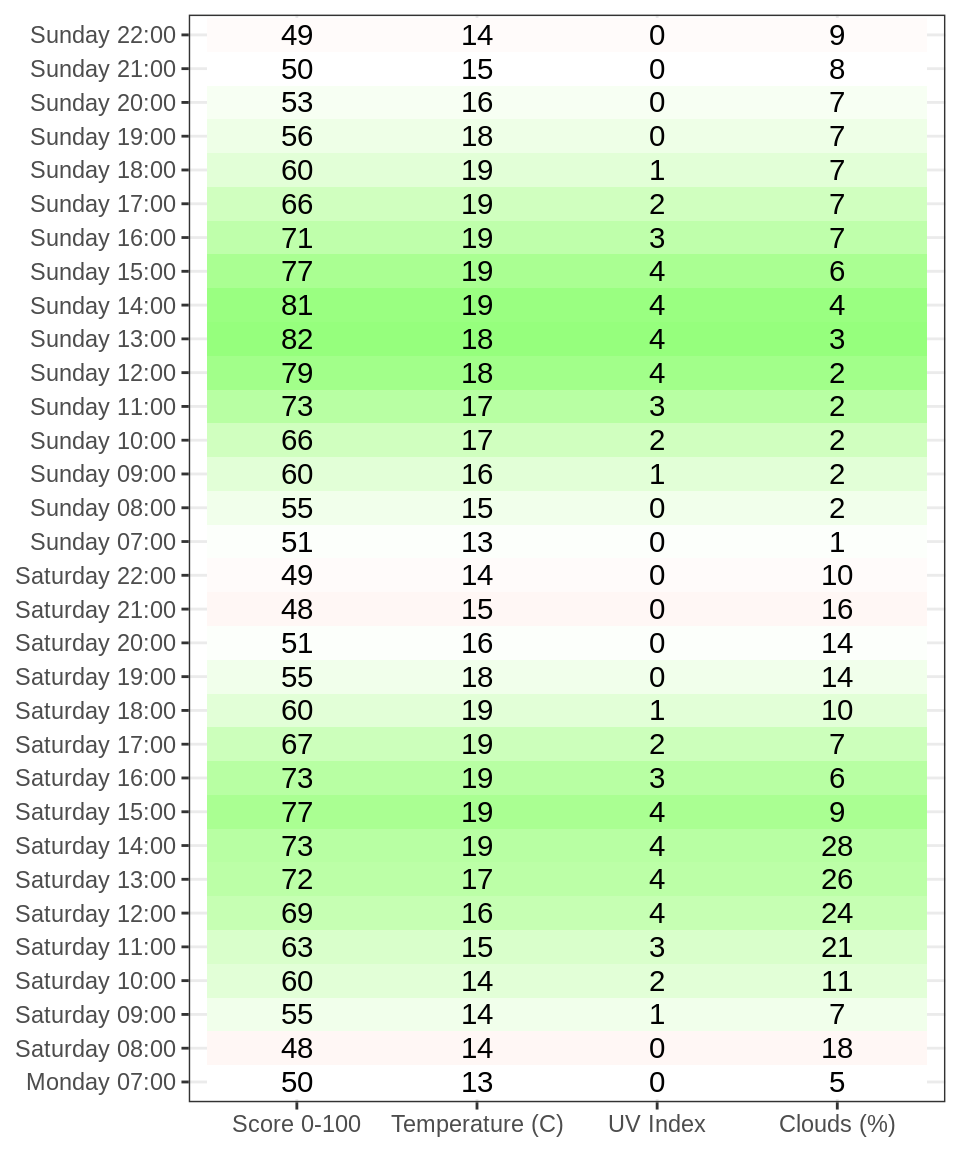 Sunday 22:00 49 14 0 9
Sunday 21:00 50 15 0 8
Sunday 20:00 53 16 0 7
Sunday 19:00 56 18 0 7
Sunday 18:00 60 19 1 7
Sunday 17:00 66 19 2 7
Sunday 16:00 71 19 3 7
Sunday 15:00 77 19 4 6
Sunday 14:00 81 19 4 4
Sunday 13:00 82 18 4 3
Sunday 12:00 79 18 4 2
Sunday 11:00 73 17 3 2
Sunday 10:00 66 17 2 2
Sunday 09:00 60 16 1 2
Sunday 08:00 55 15 0 2
Sunday 07:00 51 13 0 1
Saturday 22:00 49 14 0 10
Saturday 21:00 48 15 0 16
Saturday 20:00 51 16 0 14
Saturday 19:00 55 18 0 14
Saturday 18:00 60 19 1 10
Saturday 17:00 67 19 2 7
Saturday 16:00 73 19 3 6
Saturday 15:00 77 19 4 9
Saturday 14:00 73 19 4 28
Saturday 13:00 72 17 4 26
Saturday 12:00 69 16 4 24
Saturday 11:00 63 15 3 21
Saturday 10:00 60 14 2 11
Saturday 09:00 55 14 1 7
Saturday 08:00 48 14 0 18
Monday 07:00 50 13 0 5
Score 0-100 Temperature (C) UV Index Clouds (%)